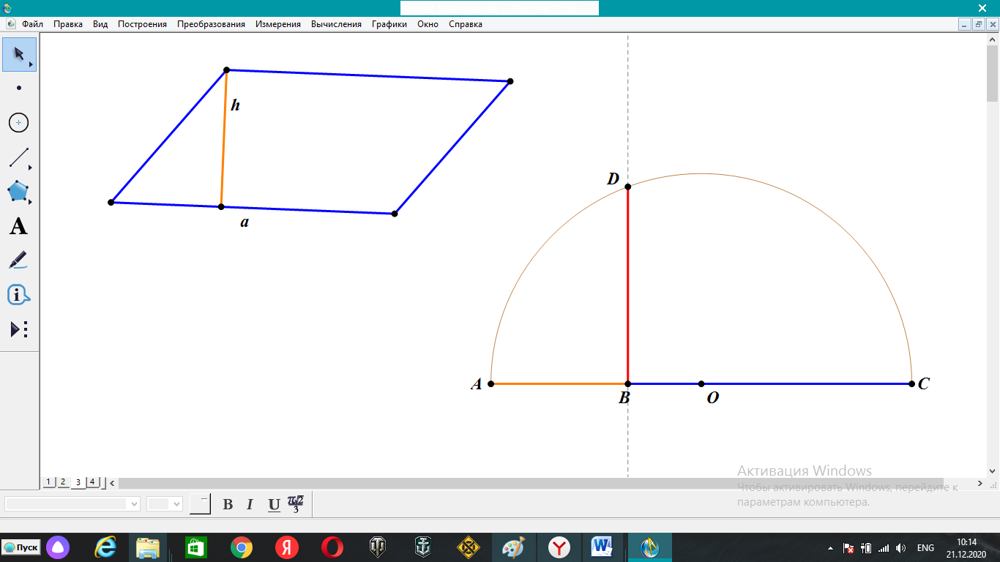 Файл Правка Вид Построения Преобразования Измерения Вычисления Графики Окно Справка
h
a
D
A
B
O
C
A
Активация Windows
Чтобы активировать Windows, перейдите к
параметрам компьютера.
1 2 3 4
B I U
Пуск
ENG
10:14
21.12.2020